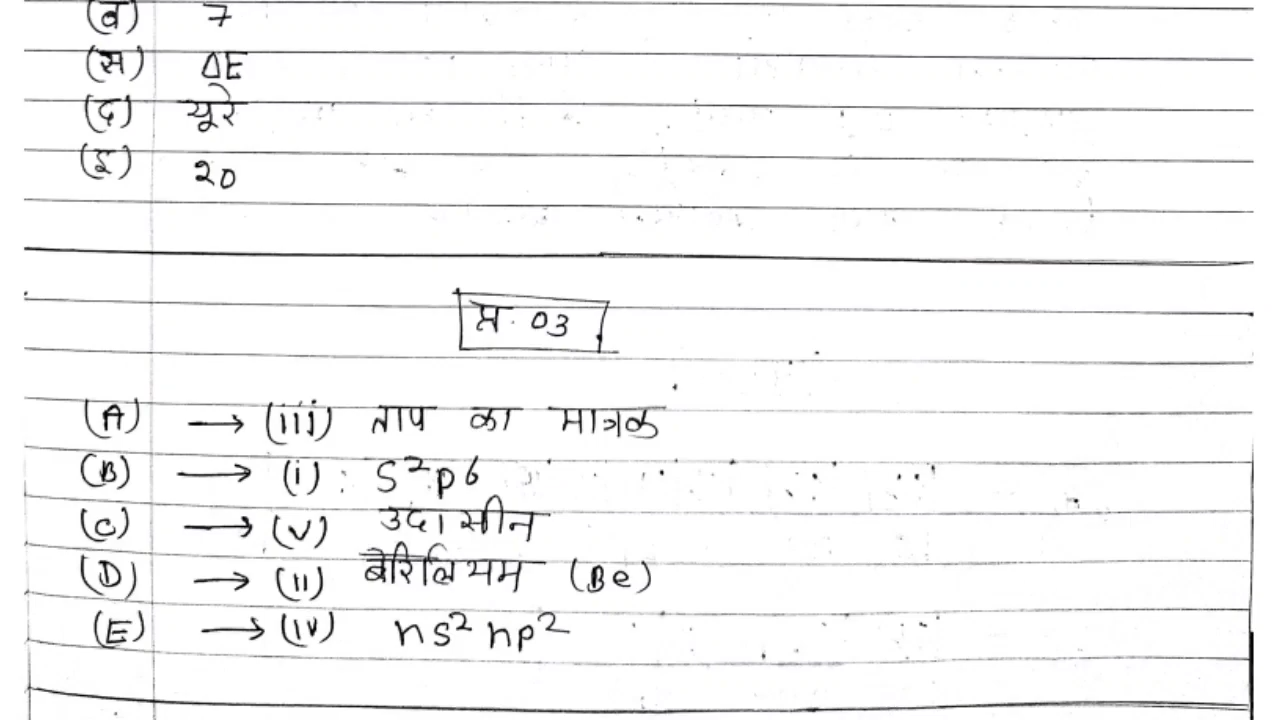 (ब) 7
(स) ΔE
(द) यूरे
(इ) 20
प्र. 03
(A) → (iii) ताप का मात्रक
(B) → (i) s²p6
(C) → (v) उदासीन
(D) → (ii) बेरिलियम (Be)
(E) → (iv) ns² np²